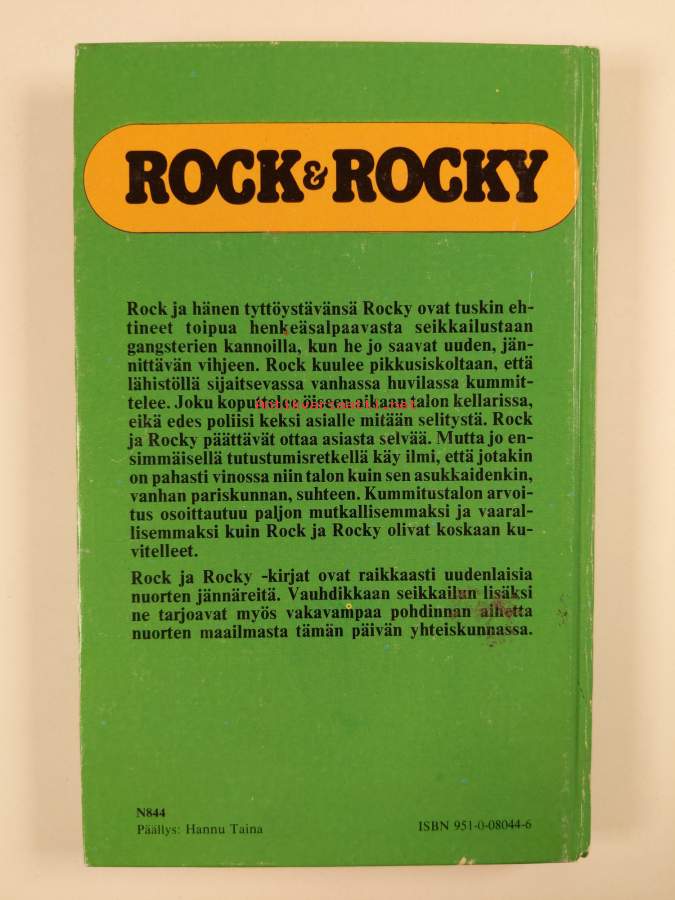 ROCK & ROCKY
Rock ja hänen tyttöystävänsä Rocky ovat tuskin eh-
tineet toipua henkeäsalpaavasta seikkailustaan
gangsterien kannoilla, kun he jo saavat uuden, jän-
nittävän vihjeen. Rock kuulee pikkusiskoltaan, että
lähistöllä sijaitsevassa vanhassa huvilassa kummit-
telee. Joku koputtelee öiseen aikaan talon kellarissa,
eikä edes poliisi keksi asialle mitään selitystä. Rock
ja Rocky päättävät ottaa asiasta selvää. Mutta jo en-
simmäisellä tutustumisretkellä käy ilmi, että jotakin
on pahasti vinossa niin talon kuin sen asukkaidenkin,
vanhan pariskunnan, suhteen. Kummitustalon arvoi-
tus osoittautuu paljon mutkallisemmaksi ja vaaral-
lisemmaksi kuin Rock ja Rocky olivat koskaan ku-
vitelleet.
Rock ja Rocky -kirjat ovat raikkaasti uudenlaisia
nuorten jännäreitä. Vauhdikkaan seikkailun lisäksi
ne tarjoavat myös vakavampaa pohdinnan aihetta
nuorten maailmasta tämän päivän yhteiskunnassa.
N844
Päällys: Hannu Taina
ISBN 951-0-08044-6